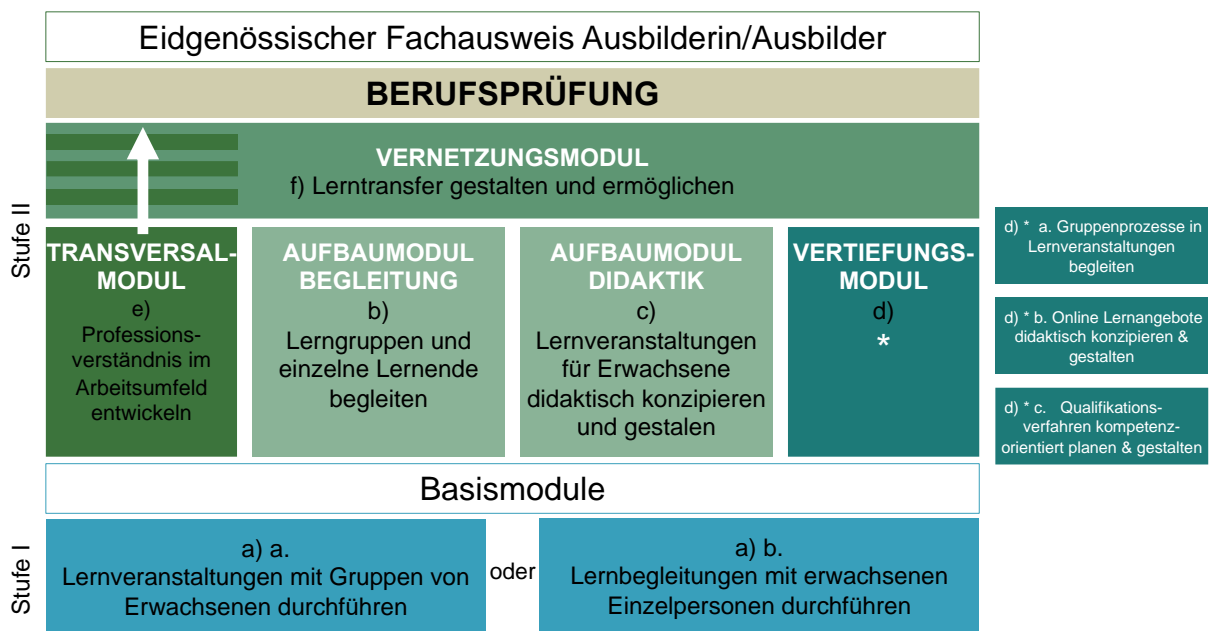 Eidgenössischer Fachausweis Ausbilderin/Ausbilder
BERUFSPRÜFUNG
VERNETZUNGSMODUL
f) Lerntransfer gestalten und ermöglichen
Stufe II
TRANSVERSAL-
MODUL
e)
Professions-
verständnis im
Arbeitsumfeld
entwickeln
AUFBAUMODUL
BEGLEITUNG
b)
Lerngruppen und
einzelne Lernende
begleiten
AUFBAUMODUL
DIDAKTIK
c)
Lernveranstaltungen
für Erwachsene
didaktisch konzipieren
und gestalen
VERTIEFUNGS-
MODUL
d)
*
d) * a. Gruppenprozesse in
Lernveranstaltungen
begleiten
d) * b. Online Lernangebote
didaktisch konzipieren &
gestalten
d) * c. Qualifikations-
verfahren kompetenz-
orientiert planen & gestalten
Basismodule
Stufe I
a) a.
Lernveranstaltungen mit Gruppen von
Erwachsenen durchführen
oder
a) b.
Lernbegleitungen mit erwachsenen
Einzelpersonen durchführen